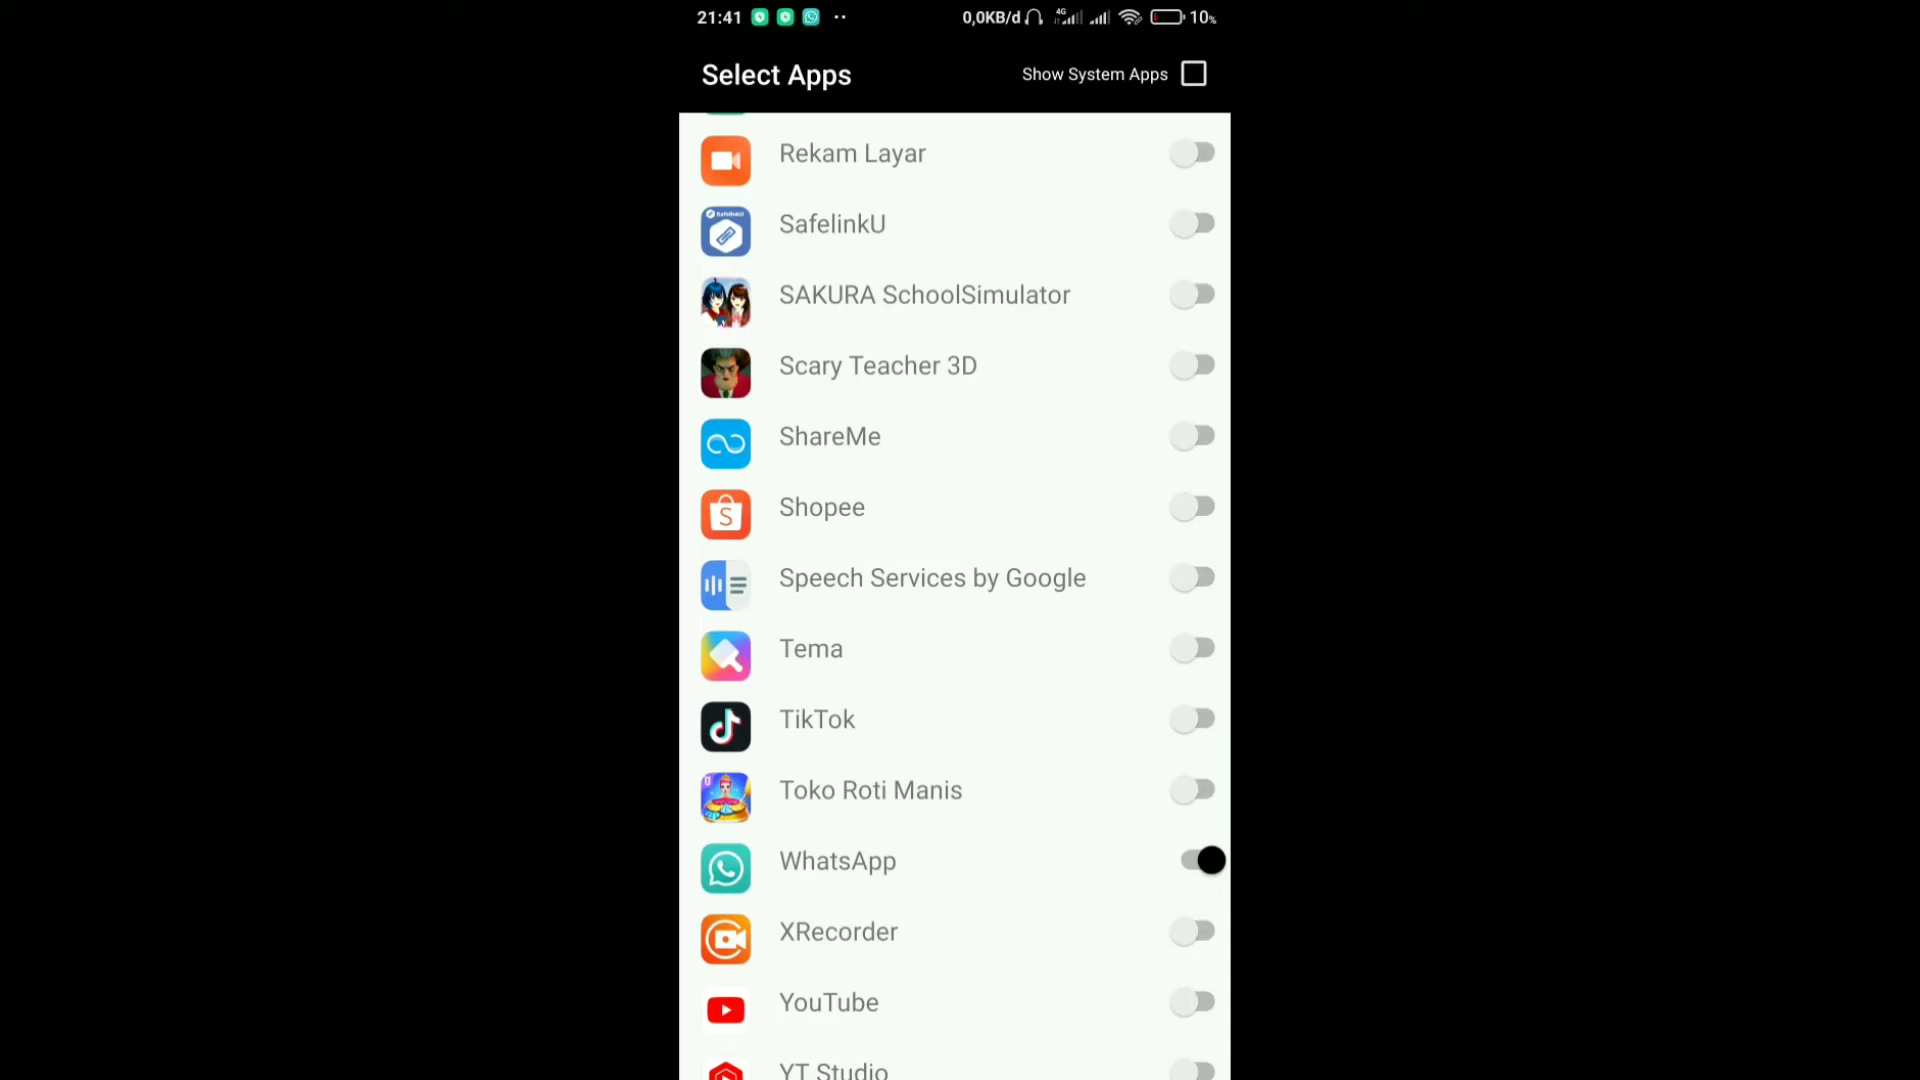 21:41 0,0KB/d 4G 10%
Select Apps Show System Apps
Rekam Layar
SafelinkU
SAKURA SchoolSimulator
Scary Teacher 3D
ShareMe
Shopee
Speech Services by Google
Tema
TikTok
Toko Roti Manis
WhatsApp
XRecorder
YouTube
YT Studio